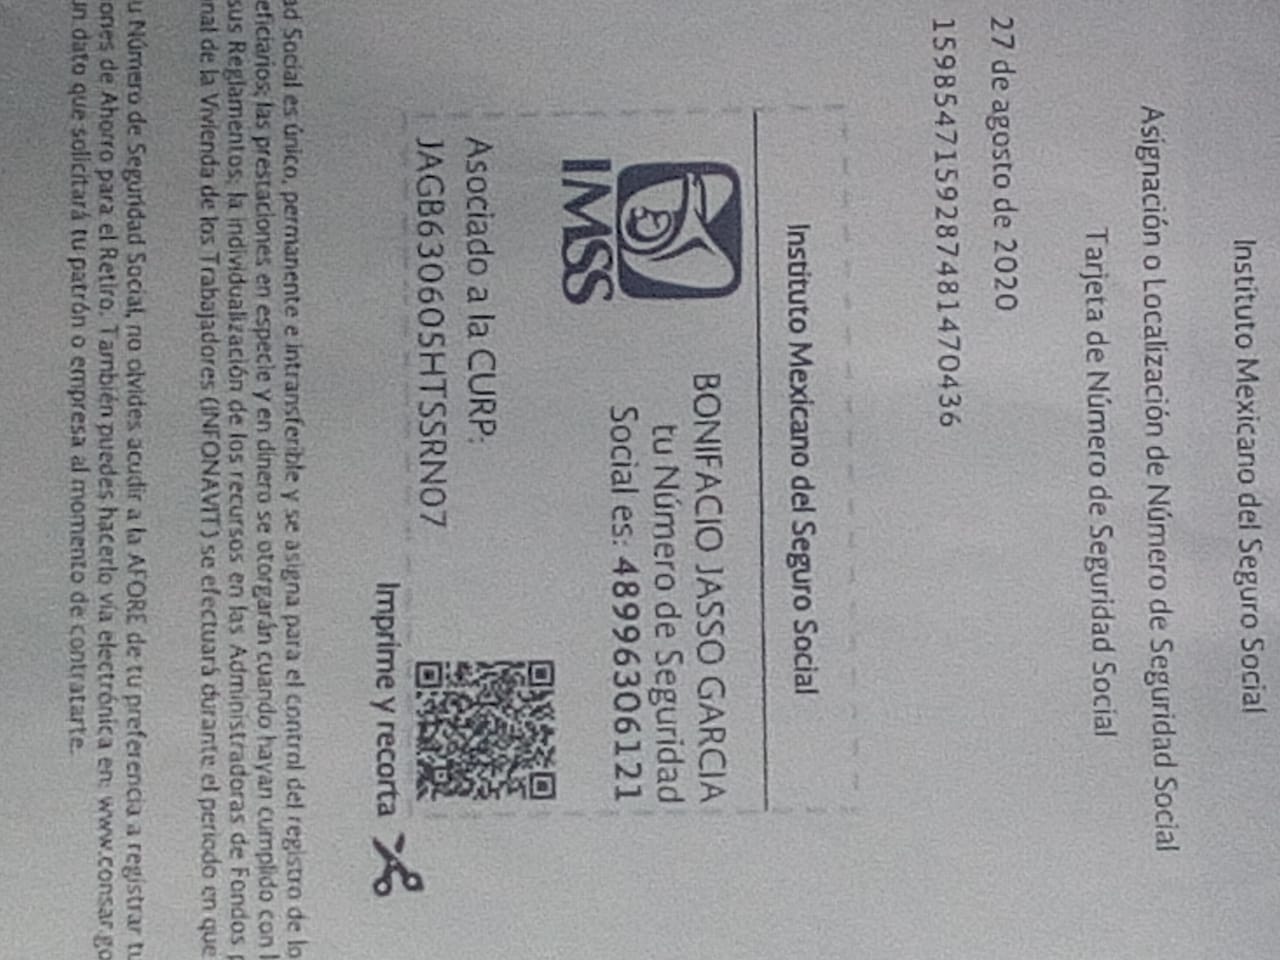 Instituto Mexicano del Seguro Social
Asignación o Localización de Número de Seguridad Social
Tarjeta de Número de Seguridad Social
27 de agosto de 2020
1598547159287481470436
Instituto Mexicano del Seguro Social
IMSS
BONIFACIO JASSO GARCIA
tu Número de Seguridad
Social es: 48996306121
Asociado a la CURP:
JAGB630605HTSSRN07
Imprime y recorta
ad Social es único, permanente e intransferible y se asigna para el control del registro de lo
eficiarios; las prestaciones en especie y en dinero se otorgarán cuando hayan cumplido con l
sus Reglamentos; la individualización de los recursos en las Administradoras de Fondos p
nal de la Vivienda de los Trabajadores (INFONAVIT) se efectuará durante el periodo en que
u Número de Seguridad Social, no olvides acudir a la AFORE de tu preferencia a registrar tu
ones de Ahorro para el Retiro. También puedes hacerlo vía electrónica en: www.consar.go
un dato que solicitará tu patrón o empresa al momento de contratarte.